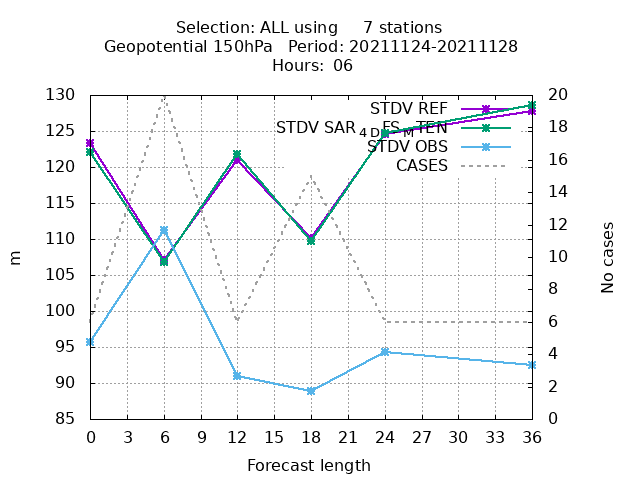 Selection: ALL using 7 stations
Geopotential 150hPa Period: 20211124-20211128
Hours: 06
STDV REF
STDV SAR4DFSMTEN
STDV OBS
CASES
130
125
120
115
110
105
100
95
90
85
m
20
18
16
14
12
10
8
6
4
2
0
No cases
0 3 6 9 12 15 18 21 24 27 30 33 36
Forecast length